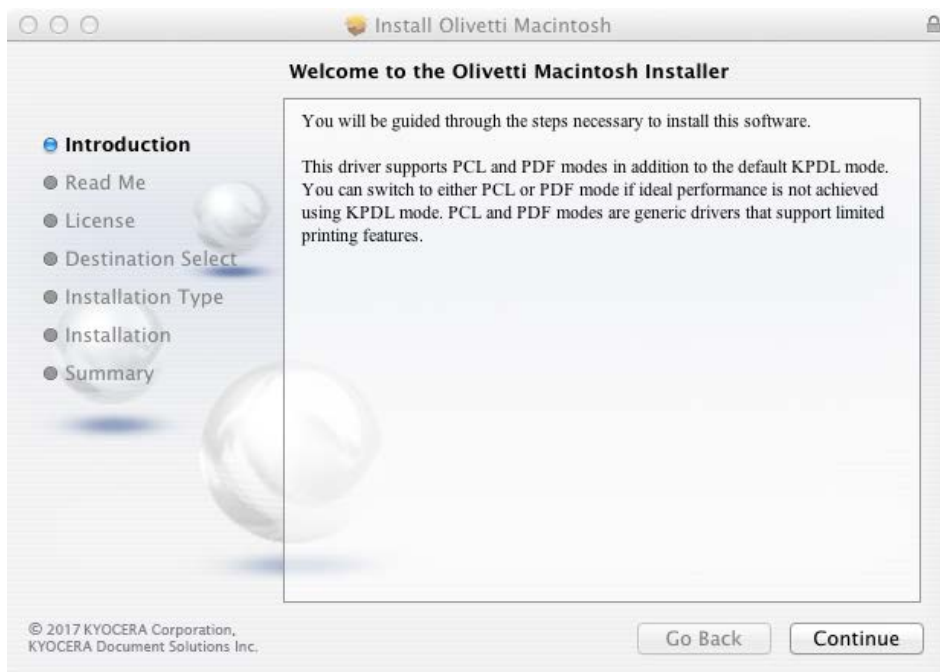 Install Olivetti Macintosh
Welcome to the Olivetti Macintosh Installer
Introduction
Read Me
License
Destination Select
Installation Type
Installation
Summary
You will be guided through the steps necessary to install this software.
This driver supports PCL and PDF modes in addition to the default KPDL mode.
You can switch to either PCL or PDF mode if ideal performance is not achieved
using KPDL mode. PCL and PDF modes are generic drivers that support limited
printing features.
© 2017 KYOCERA Corporation,
KYOCERA Document Solutions Inc.
Go Back
Continue